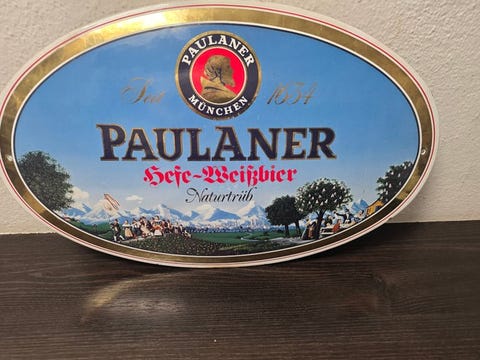 PAULANER
MÜNCHEN
Seit 1634
PAULANER
Hefe-Weißbier
Naturtrüb